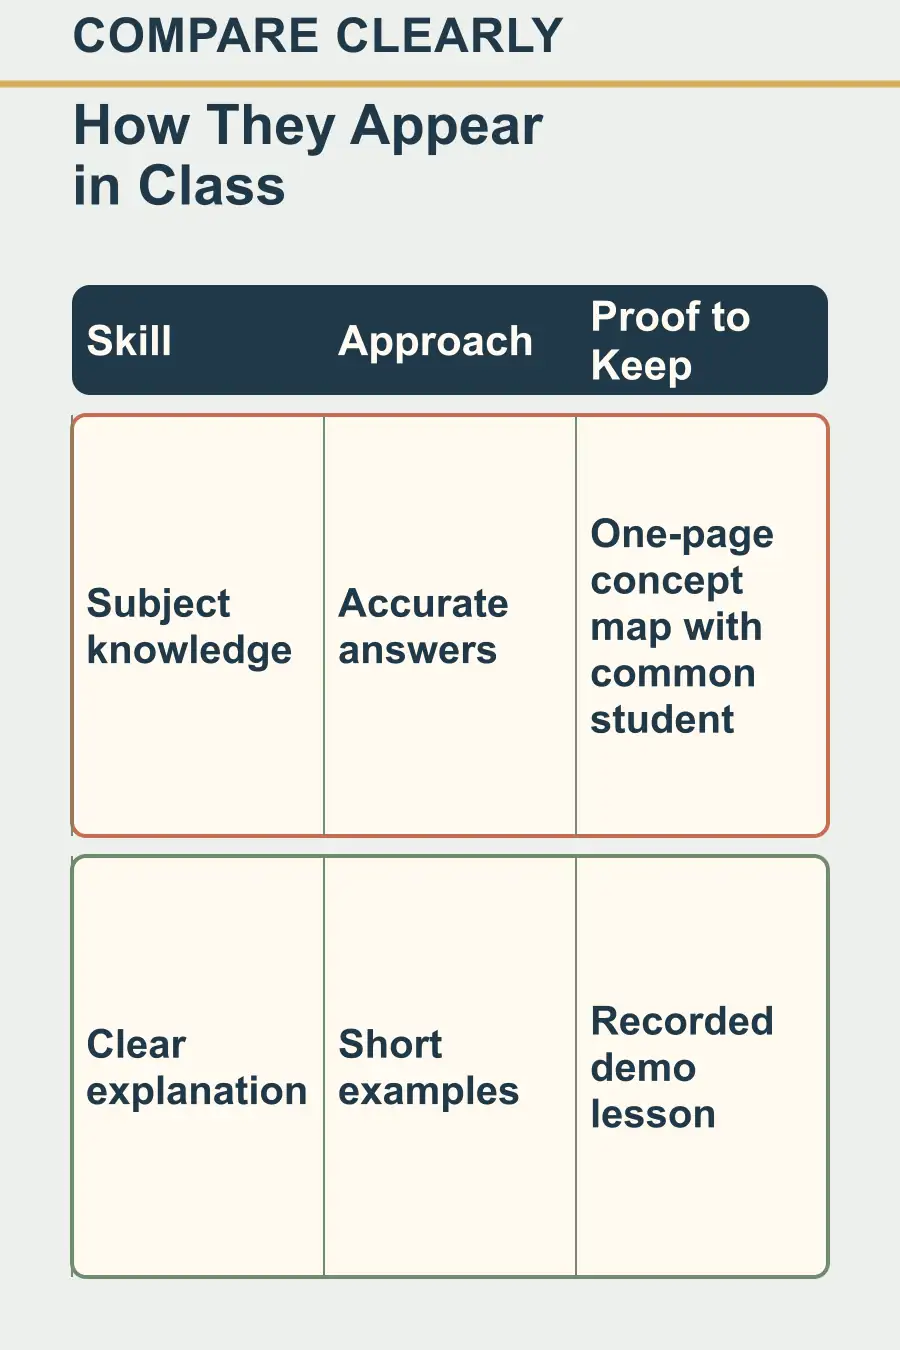 COMPARE CLEARLY
How They Appear
in Class
Skill
Approach
Proof to
Keep
Subject
knowledge
Accurate
answers
One-page
concept
map with
common
student
Clear
explanation
Short
examples
Recorded
demo
lesson